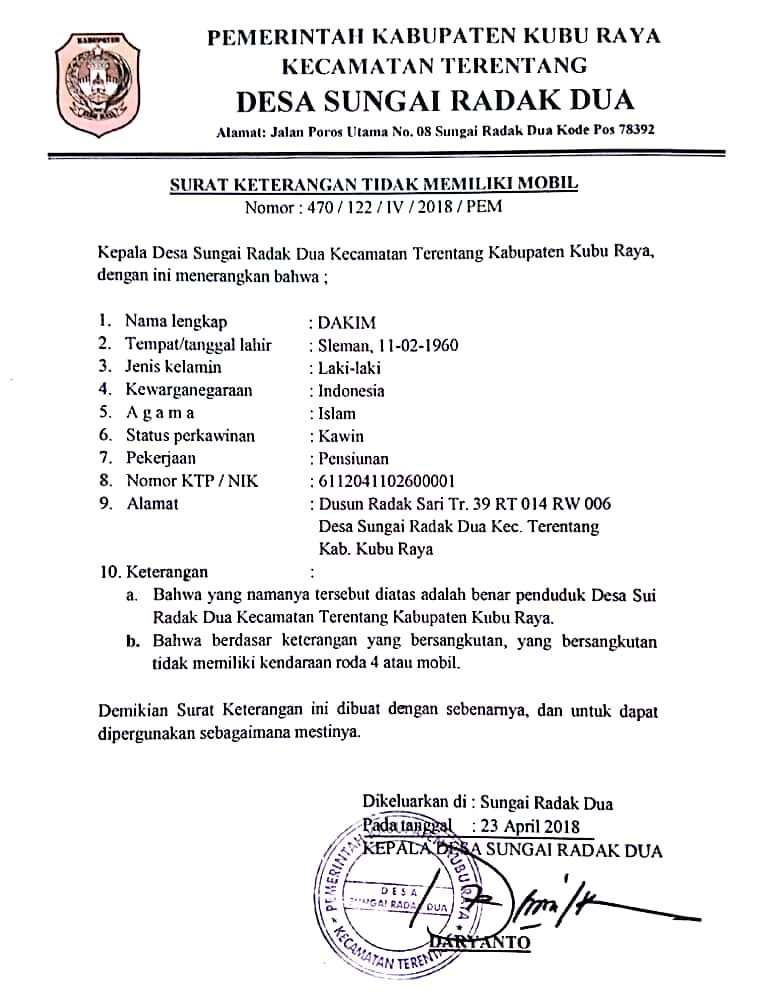 KABUPATEN
PEMERINTAH KABUPATEN KUBU RAYA
KECAMATAN TERENTANG
DESA SUNGAI RADAK DUA
Alamat: Jalan Poros Utama No. 08 Sungai Radak Dua Kode Pos 78392
SURAT KETERANGAN TIDAK MEMILIKI MOBIL
Nomor : 470 / 122 / IV / 2018 / PEM
Kepala Desa Sungai Radak Dua Kecamatan Terentang Kabupaten Kubu Raya,
dengan ini menerangkan bahwa ;
1. Nama lengkap : DAKIM
2. Tempat/tanggal lahir : Sleman, 11-02-1960
3. Jenis kelamin : Laki-laki
4. Kewarganegaraan : Indonesia
5. A g a m a : Islam
6. Status perkawinan : Kawin
7. Pekerjaan : Pensiunan
8. Nomor KTP / NIK : 6112041102600001
9. Alamat : Dusun Radak Sari Tr. 39 RT 014 RW 006
Desa Sungai Radak Dua Kec. Terentang
Kab. Kubu Raya
10. Keterangan :
a. Bahwa yang namanya tersebut diatas adalah benar penduduk Desa Sui
Radak Dua Kecamatan Terentang Kabupaten Kubu Raya.
b. Bahwa berdasar keterangan yang bersangkutan, yang bersangkutan
tidak memiliki kendaraan roda 4 atau mobil.
Demikian Surat Keterangan ini dibuat dengan sebenarnya, dan untuk dapat
dipergunakan sebagaimana mestinya.
Dikeluarkan di : Sungai Radak Dua
Pada tanggal : 23 April 2018
KEPALA DESA SUNGAI RADAK DUA
PEMERINTAH KABUPATEN KUBU RAYA
DESA
SUNGAI RADAK DUA
KECAMATAN TERENTANG
DARYANTO